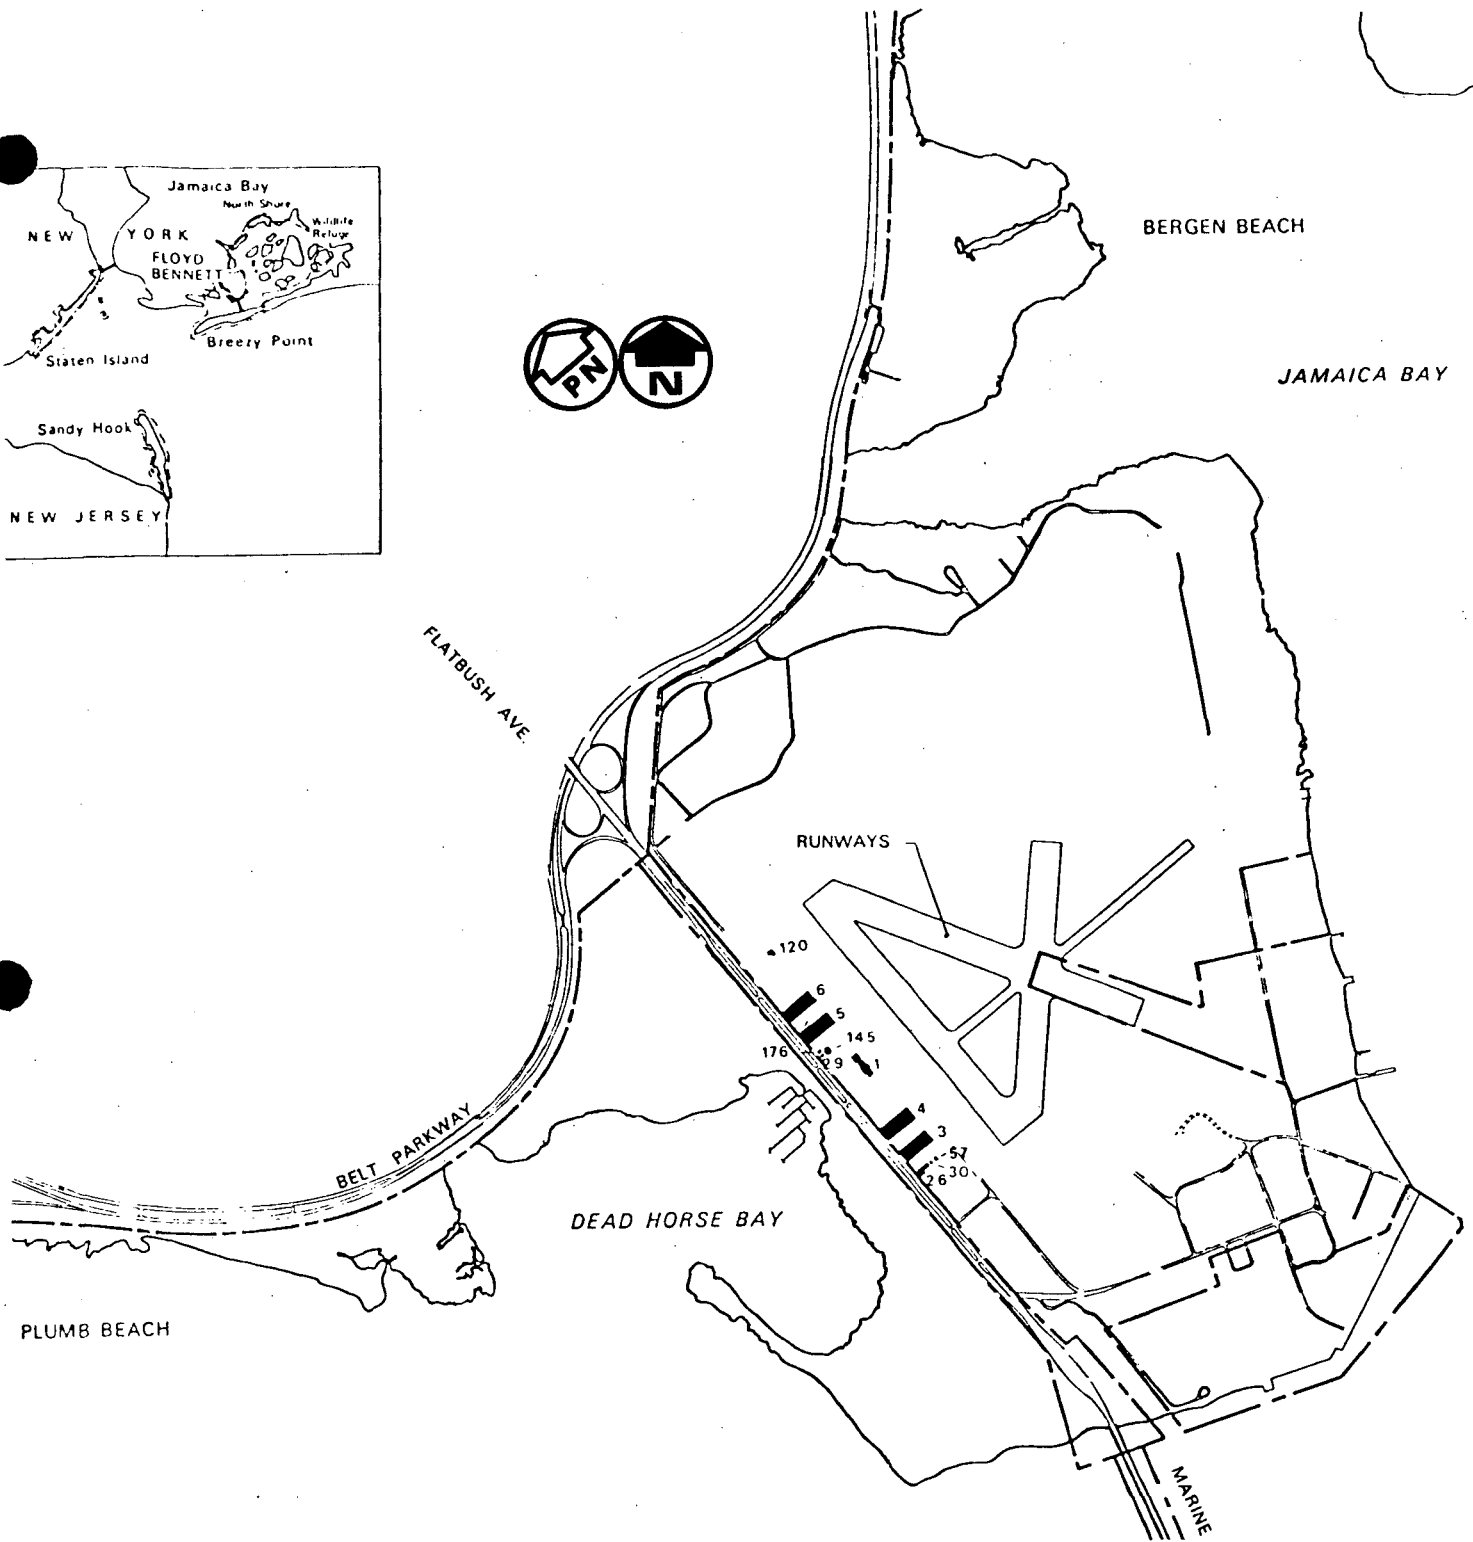 Jamaica Bay
North Shore
Wildlife
Refuge
NEW YORK
FLOYD
BENNETT
Breezy Point
Staten Island
Sandy Hook
NEW JERSEY
PN
N
BERGEN BEACH
JAMAICA BAY
FLATBUSH AVE.
RUNWAYS
120
6
5
145
176
29
1
4
3
57
30
26
BELT PARKWAY
DEAD HORSE BAY
PLUMB BEACH
MARINE